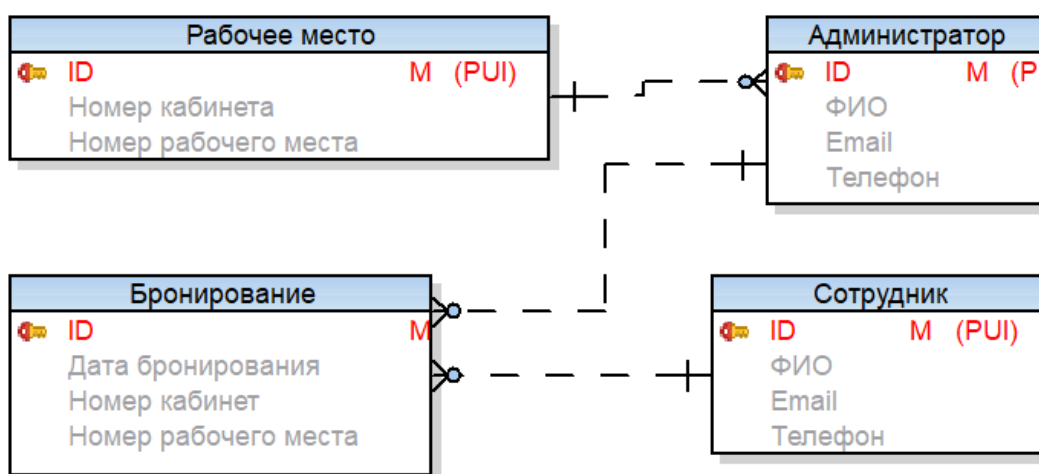 Рабочее место
ID M (PUI)
Номер кабинета
Номер рабочего места
Администратор
ID M (P
ФИО
Email
Телефон
Бронирование
ID M
Дата бронирования
Номер кабинет
Номер рабочего места
Сотрудник
ID M (PUI)
ФИО
Email
Телефон